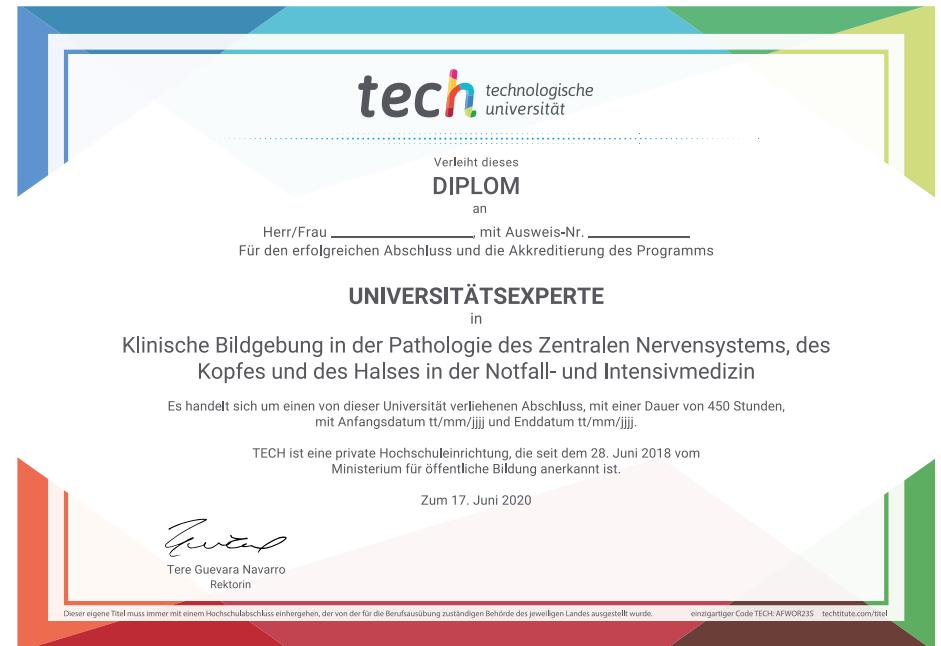 tech technologische
universität
Verleiht dieses
DIPLOM
an
Herr/Frau ____________________, mit Ausweis-Nr. ______________
Für den erfolgreichen Abschluss und die Akkreditierung des Programms
UNIVERSITÄTSEXPERTE
in
Klinische Bildgebung in der Pathologie des Zentralen Nervensystems, des
Kopfes und des Halses in der Notfall- und Intensivmedizin
Es handelt sich um einen von dieser Universität verliehenen Abschluss, mit einer Dauer von 450 Stunden,
mit Anfangsdatum tt/mm/jjjj und Enddatum tt/mm/jjjj.
TECH ist eine private Hochschuleinrichtung, die seit dem 28. Juni 2018 vom
Ministerium für öffentliche Bildung anerkannt ist.
Zum 17. Juni 2020
Tere Guevara Navarro
Rektorin
Dieser eigene Titel muss immer mit einem Hochschulabschluss einhergehen, der von der für die Berufsausübung zuständigen Behörde des jeweiligen Landes ausgestellt wurde. einzigartiger Code TECH: AFWOR23S techtitute.com/titel